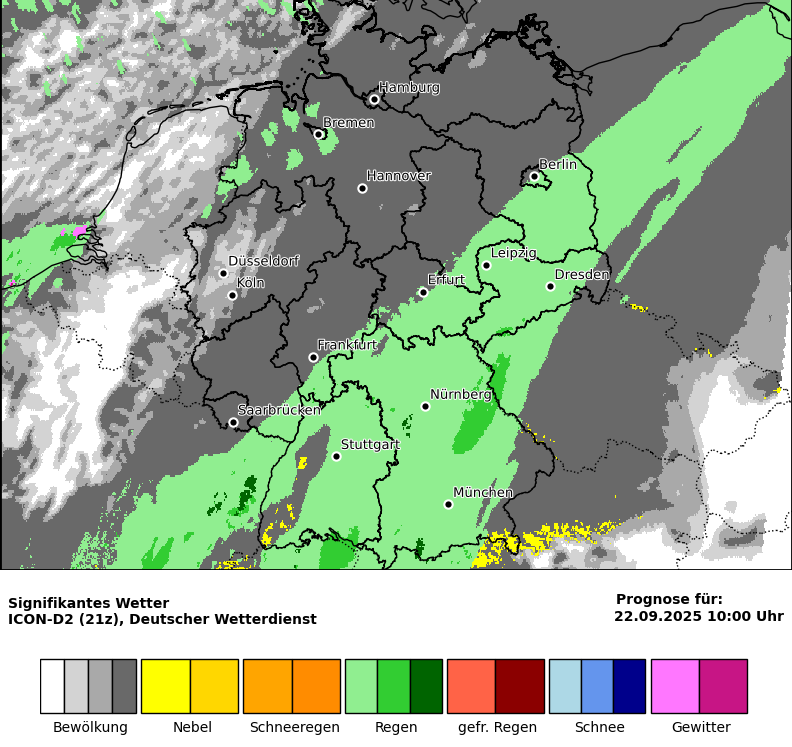 Hamburg
Bremen
Berlin
Hannover
Leipzig
Düsseldorf
Dresden
Erfurt
Köln
Frankfurt
Nürnberg
Saarbrücken
Stuttgart
München
Signifikantes Wetter
ICON-D2 (21z), Deutscher Wetterdienst
Prognose für:
22.09.2025 10:00 Uhr
Bewölkung Nebel Schneeregen Regen gefr. Regen Schnee Gewitter